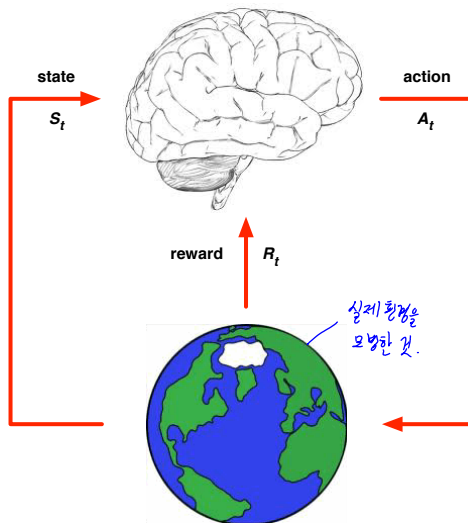 state
action
S_t
A_t
reward
R_t
실제 환경을
모방한 것.